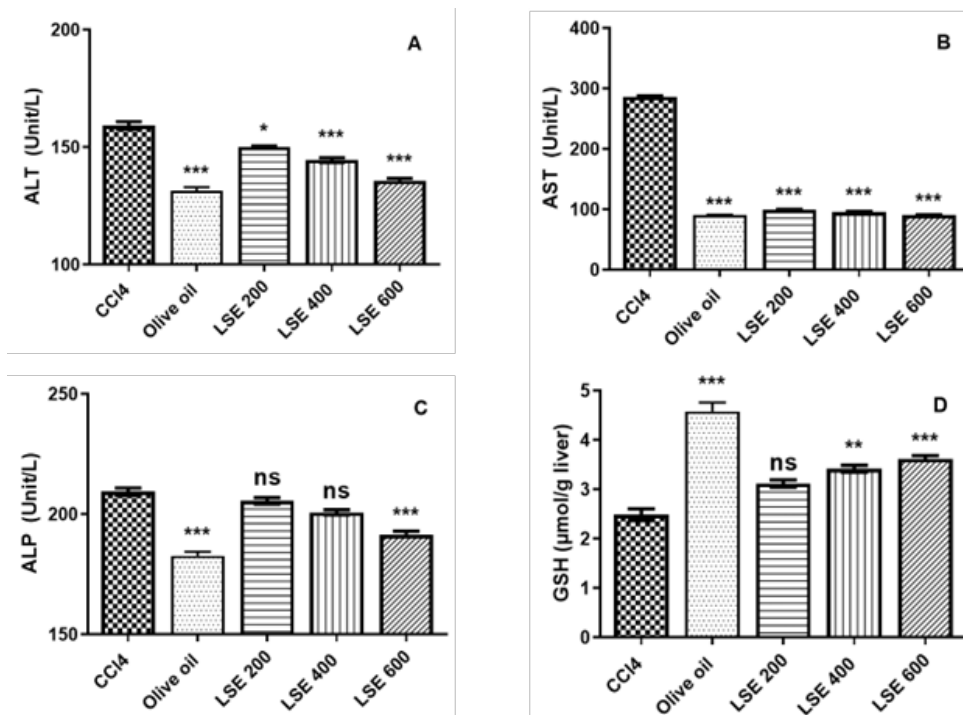 A
ALT (Unit/L)
200
150
100
***
*
***
***
CCl4
Olive oil
LSE 200
LSE 400
LSE 600
B
AST (Unit/L)
400
300
200
100
0
***
***
***
***
CCl4
Olive oil
LSE 200
LSE 400
LSE 600
C
ALP (Unit/L)
250
200
150
***
ns
ns
***
CCl4
Olive oil
LSE 200
LSE 400
LSE 600
D
GSH (µmol/g liver)
5
4
3
2
1
0
***
ns
**
***
CCl4
Olive oil
LSE 200
LSE 400
LSE 600